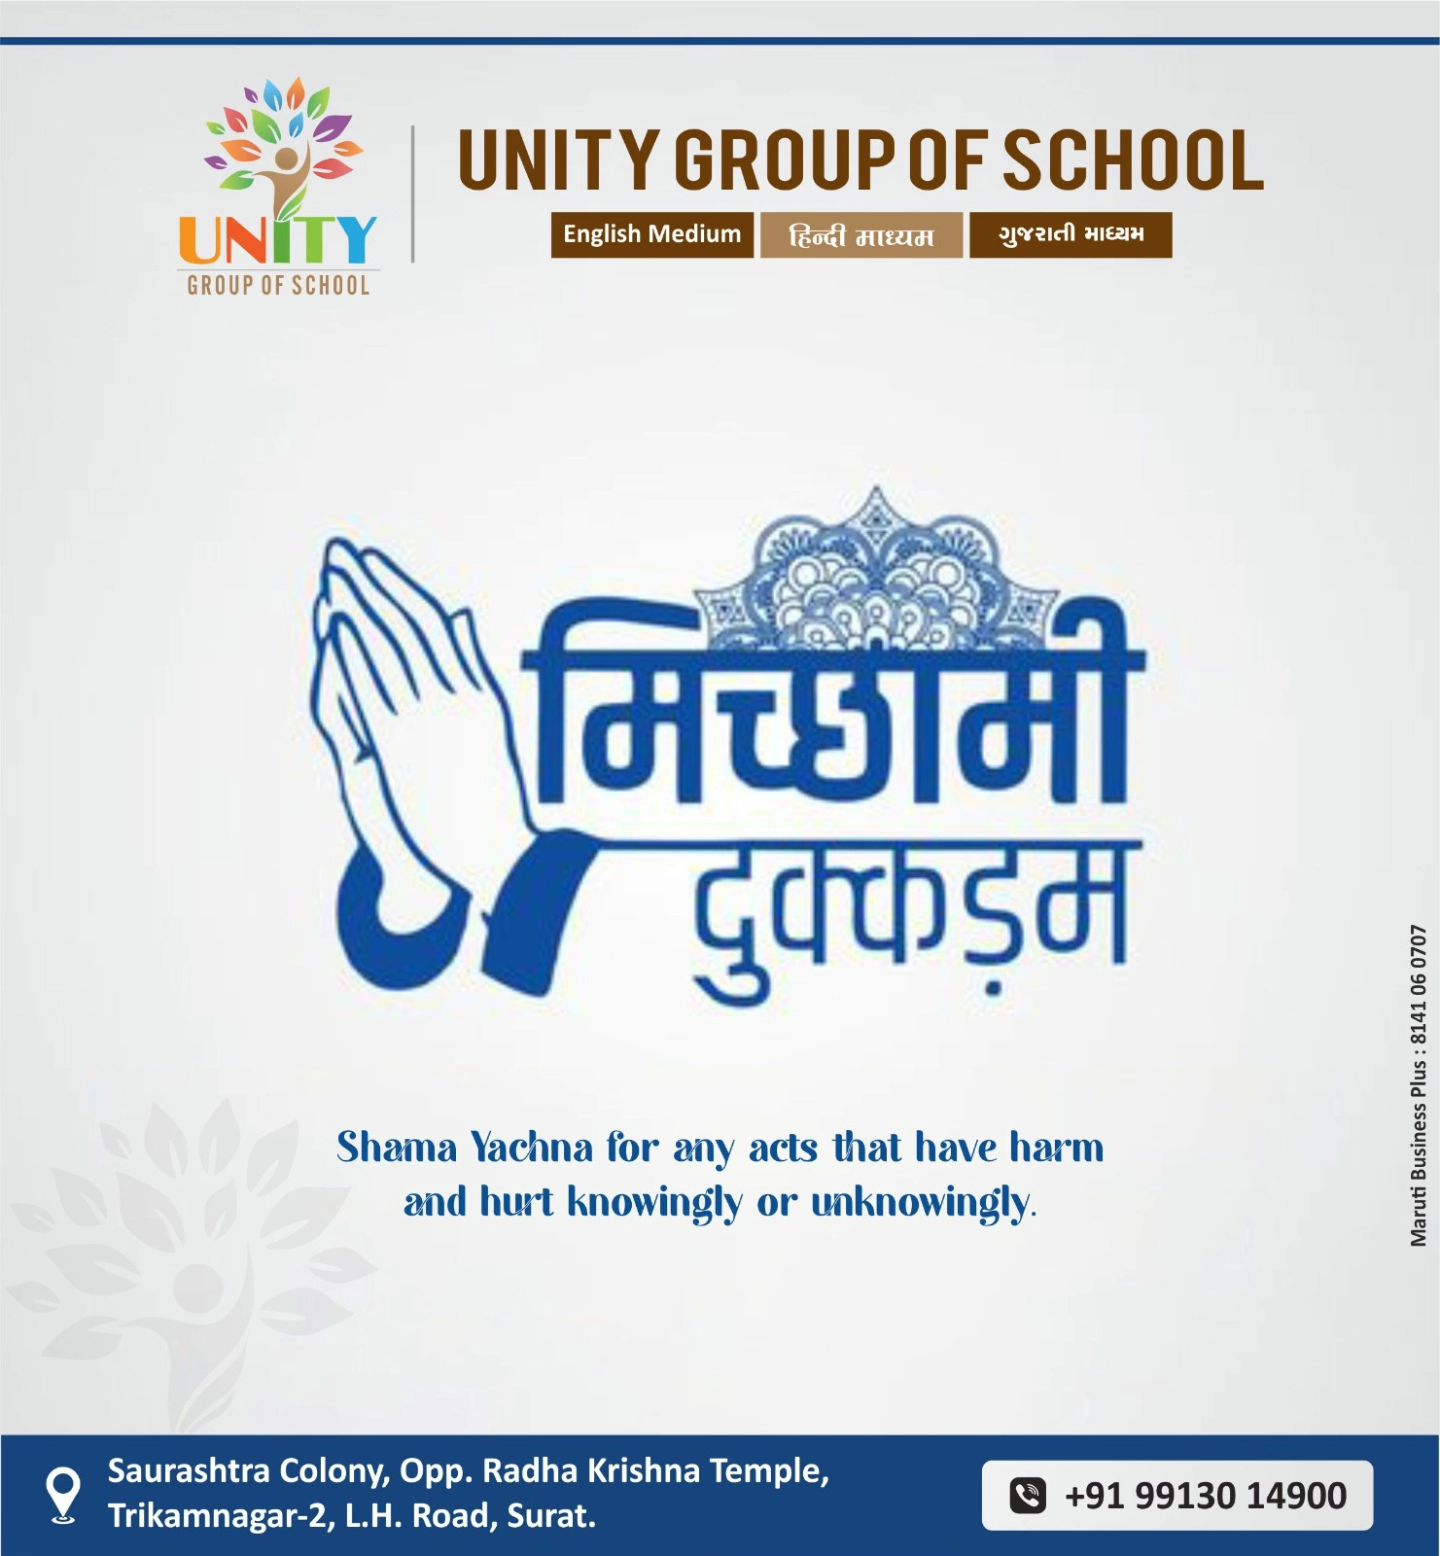 UNITY
GROUP OF SCHOOL
UNITY GROUP OF SCHOOL
English Medium
हिन्दी माध्यम
ગુજરાતી માધ્યમ
मिच्छामी
दुक्कड़म
Shama Yachna for any acts that have harm
and hurt knowingly or unknowingly.
Maruti Business Plus : 8141 06 0707
Saurashtra Colony, Opp. Radha Krishna Temple,
Trikamnagar-2, L.H. Road, Surat.
+91 99130 14900